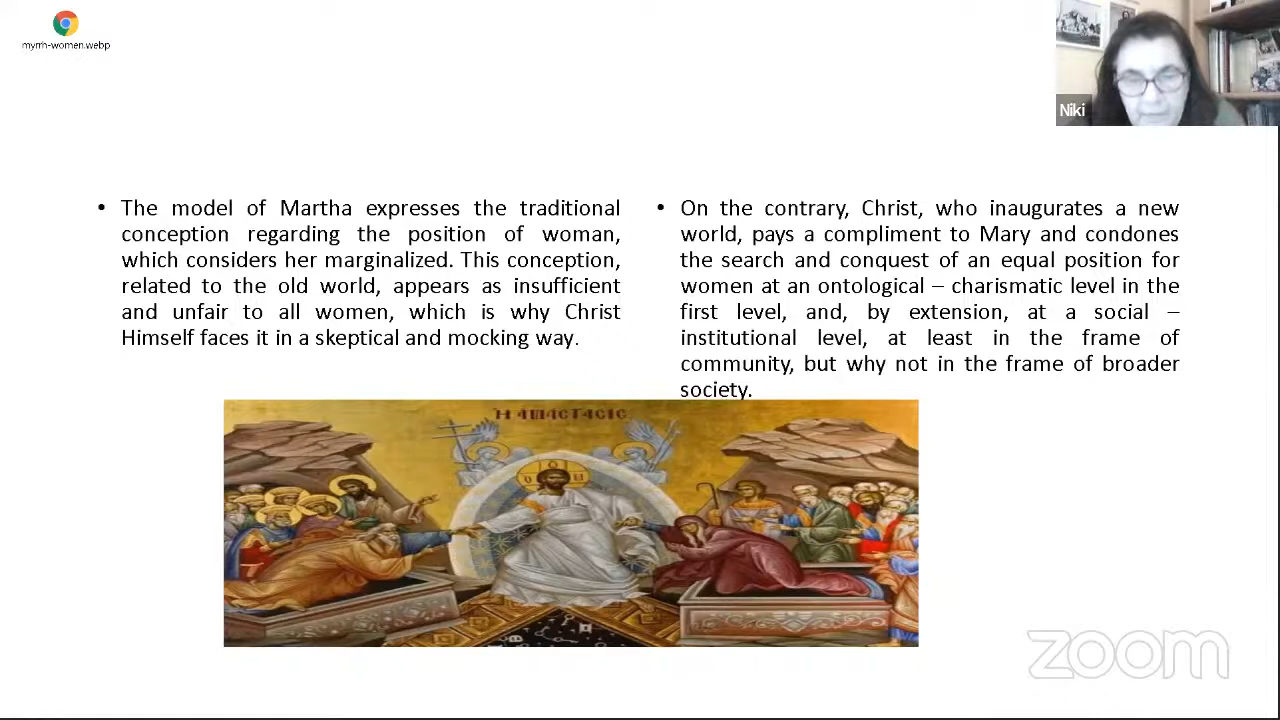 myrrh-women.webp
Niki
• The model of Martha expresses the traditional
conception regarding the position of woman,
which considers her marginalized. This conception,
related to the old world, appears as insufficient
and unfair to all women, which is why Christ
Himself faces it in a skeptical and mocking way.
• On the contrary, Christ, who inaugurates a new
world, pays a compliment to Mary and condones
the search and conquest of an equal position for
women at an ontological – charismatic level in the
first level, and, by extension, at a social –
institutional level, at least in the frame of
community, but why not in the frame of broader
society.
zoom